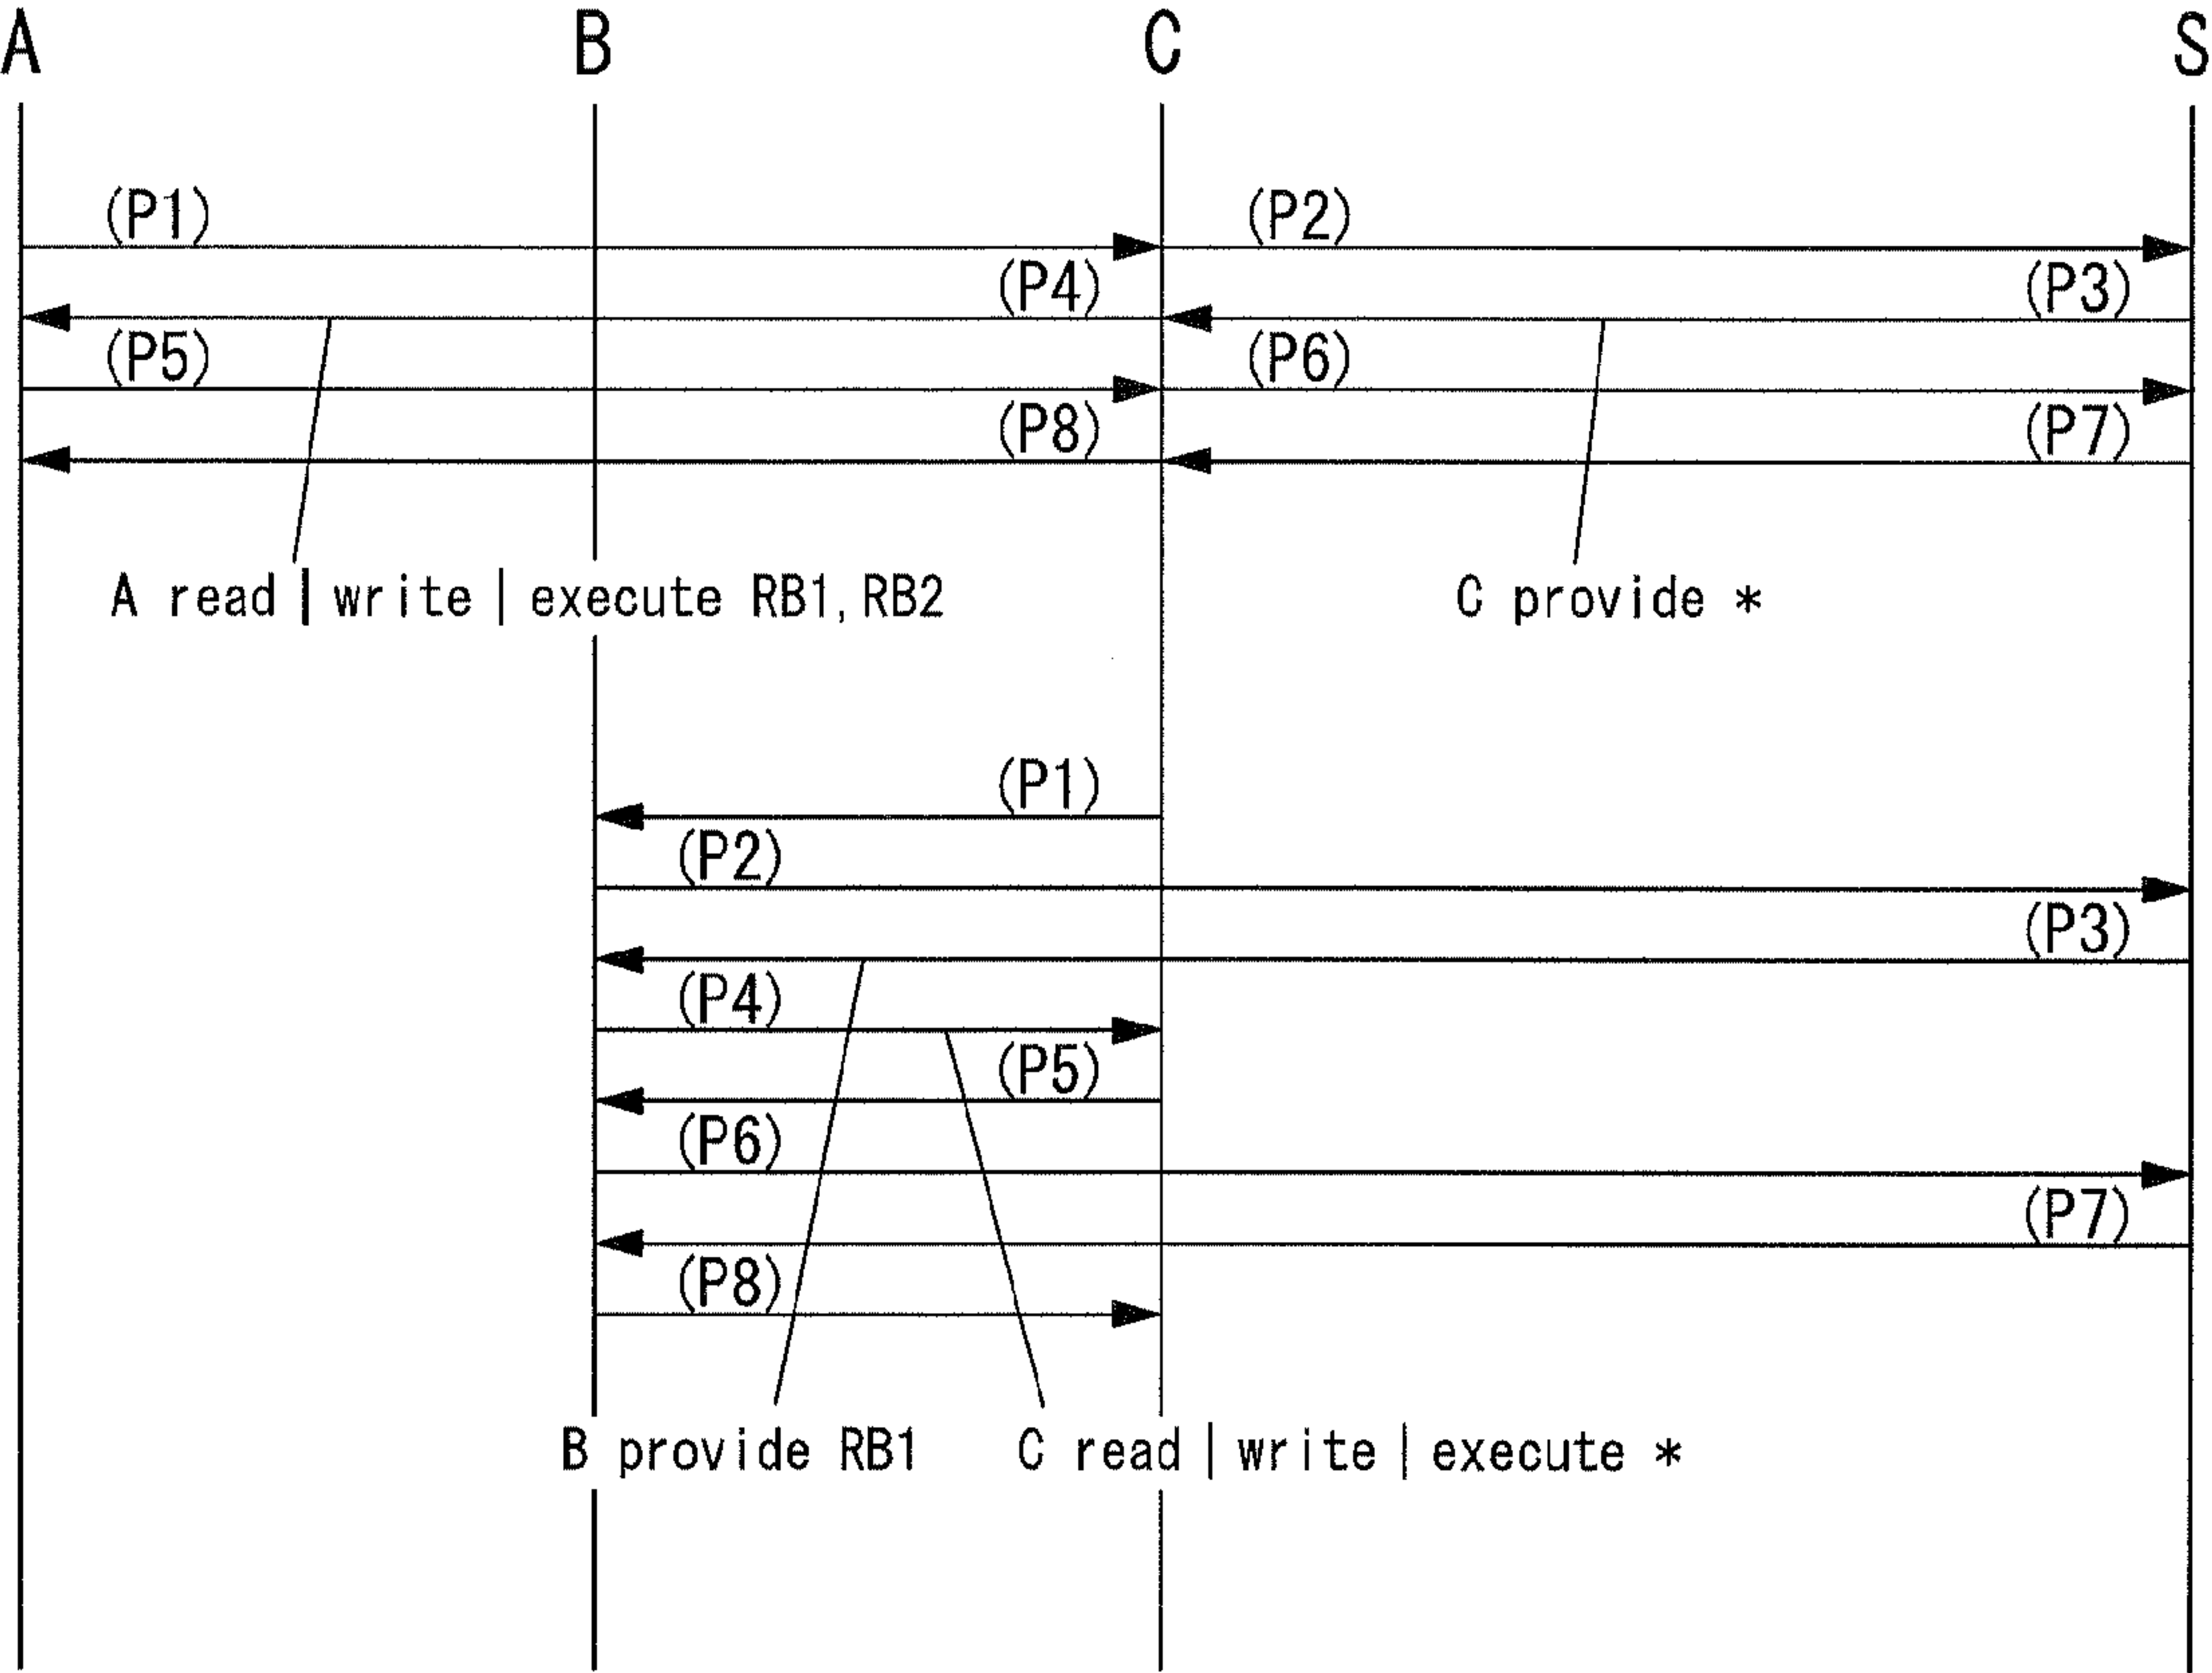 A B C S
(P1) (P2)
(P4) (P3)
(P5) (P6)
(P8) (P7)
A read | write | execute RB1, RB2 C provide *
(P1)
(P2)
(P3)
(P4)
(P5)
(P6)
(P7)
(P8)
B provide RB1 C read | write | execute *